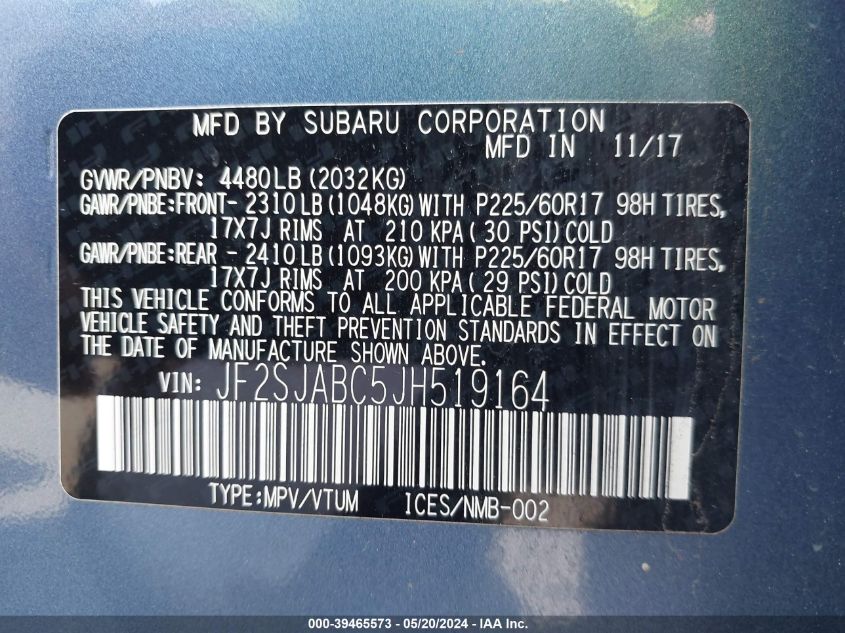 MFD BY SUBARU CORPORATION
MFD IN 11/17
GVWR/PNBV: 4480LB(2032KG)
GAWR/PNBE:FRONT- 2310LB(1048KG)WITH P225/60R17 98H TIRES,
17X7J RIMS AT 210 KPA(30 PSI)COLD
GAWR/PNBE:REAR - 2410LB(1093KG)WITH P225/60R17 98H TIRES,
17X7J RIMS AT 200 KPA(29 PSI)COLD
THIS VEHICLE CONFORMS TO ALL APPLICABLE FEDERAL MOTOR
VEHICLE SAFETY AND THEFT PREVENTION STANDARDS IN EFFECT ON
THE DATE OF MANUFACTURE SHOWN ABOVE.
VIN: JF2SJABC5JH519164
TYPE:MPV/VTUM ICES/NMB-002
000-39465573 - 05/20/2024 - IAA Inc.